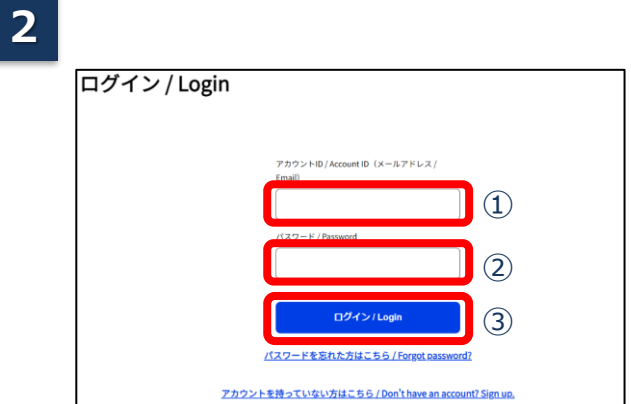 2
ログイン / Login
アカウントID / Account ID（メールアドレス /
Email）
①
パスワード / Password
②
ログイン / Login
③
パスワードを忘れた方はこちら / Forgot password?
アカウントを持っていない方はこちら / Don't have an account? Sign up.